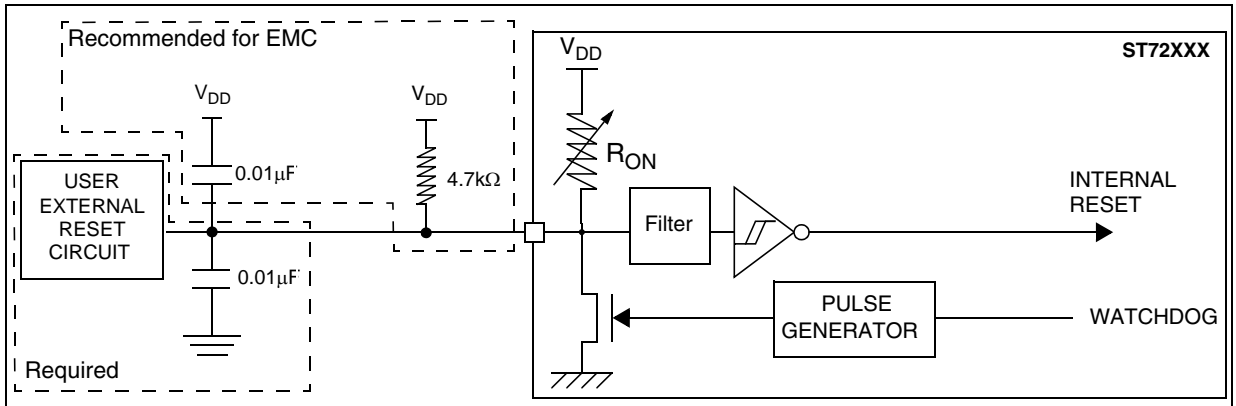 Recommended for EMC
VDD
VDD
0.01μF
4.7kΩ
USER
EXTERNAL
RESET
CIRCUIT
0.01μF
Required
VDD
ST72XXX
RON
Filter
INTERNAL
RESET
PULSE
GENERATOR
WATCHDOG